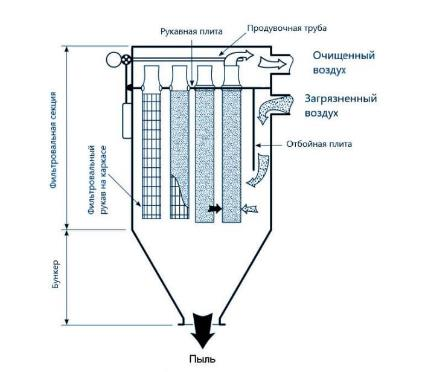 Рукавная плита
Продувочная труба
Очищенный
воздух
Загрязненный
воздух
Отбойная плита
Фильтровальная секция
Фильтровальный
рукав на каркасе
Бункер
Пыль